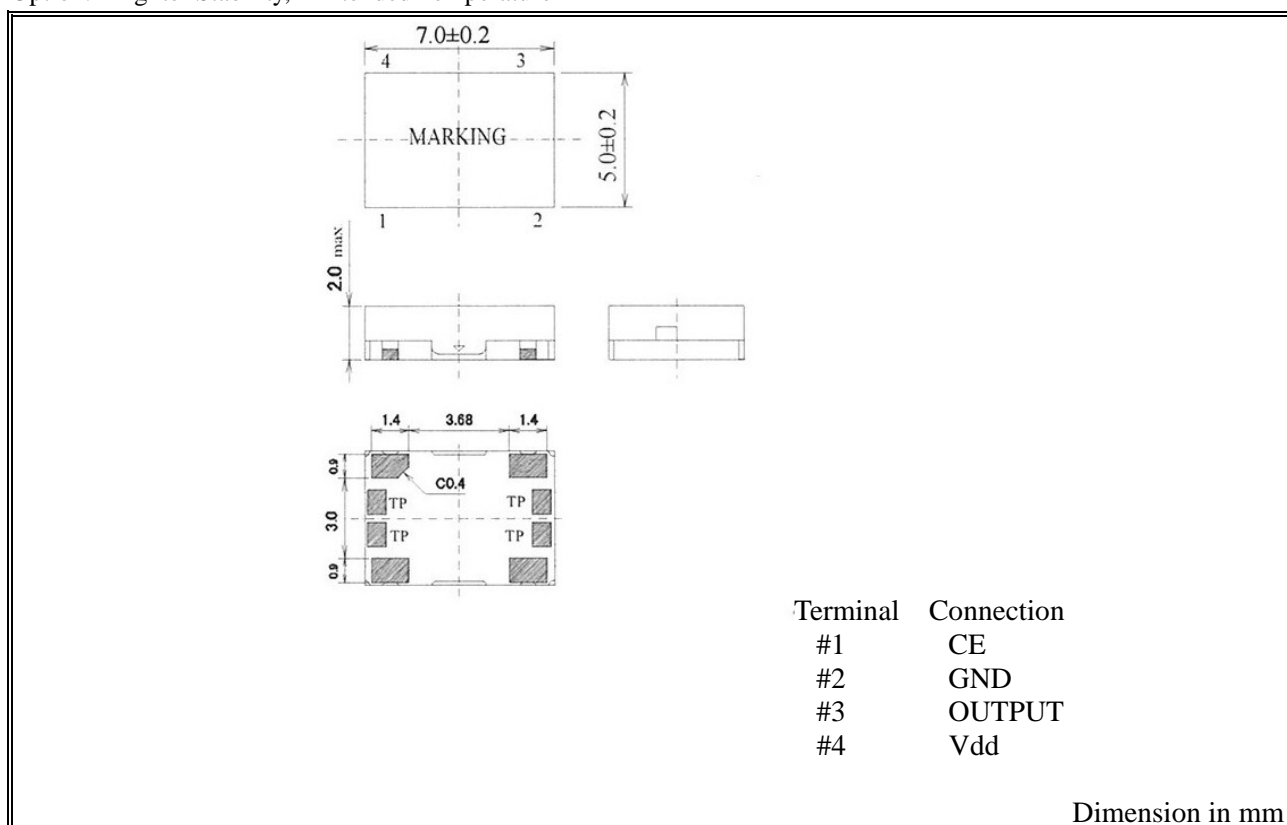 7.0±0.2
4 3
MARKING
5.0±0.2
1 2
2.0 max
1.4 3.68 1.4
0.9
C0.4
TP TP
3.0
TP TP
0.9
Terminal Connection
#1 CE
#2 GND
#3 OUTPUT
#4 Vdd
Dimension in mm